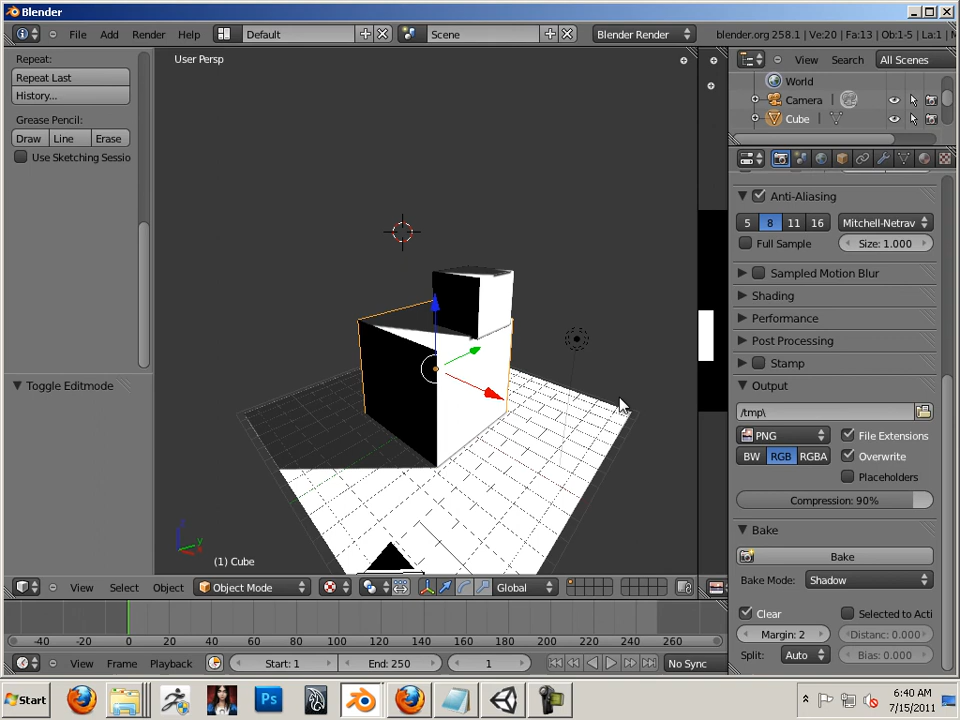 Blender
File Add Render Help Default Scene Blender Render blender.org 258.1 | Ve:20 | Fa:13 | Ob:1-5 | La:1 |
Repeat:
Repeat Last
History...
Grease Pencil:
Draw Line Erase
Use Sketching Sessio
Toggle Editmode
User Persp
(1) Cube
View Select Object Object Mode Global
-40 -20 0 20 40 60 80 100 120 140 160 180 200 220 240 260
View Frame Playback Start: 1 End: 250 1 No Sync
View Search All Scenes
World
Camera
Cube
Anti-Aliasing
5 8 11 16 Mitchell-Netrav
Full Sample Size: 1.000
Sampled Motion Blur
Shading
Performance
Post Processing
Stamp
Output
/tmp\
PNG File Extensions
BW RGB RGBA Overwrite
Placeholders
Compression: 90%
Bake
Bake
Bake Mode: Shadow
Clear Selected to Acti
Margin: 2 Distanc: 0.000
Split: Auto Bias: 0.000
Start Ps 6:40 AM
7/15/2011